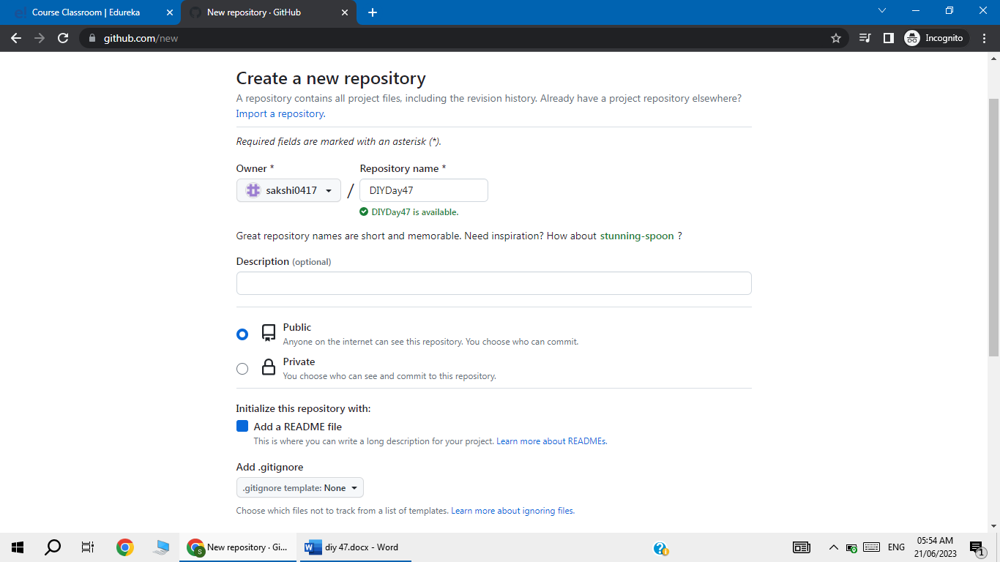 Course Classroom | Edureka
New repository · GitHub
github.com/new
Incognito
Create a new repository
A repository contains all project files, including the revision history. Already have a project repository elsewhere?
Import a repository.
Required fields are marked with an asterisk (*).
Owner * Repository name *
sakshi0417 / DIYDay47
DIYDay47 is available.
Great repository names are short and memorable. Need inspiration? How about stunning-spoon ?
Description (optional)
Public
Anyone on the internet can see this repository. You choose who can commit.
Private
You choose who can see and commit to this repository.
Initialize this repository with:
Add a README file
This is where you can write a long description for your project. Learn more about READMEs.
Add .gitignore
.gitignore template: None
Choose which files not to track from a list of templates. Learn more about ignoring files.
S New repository · Gi...
W diy 47.docx - Word
ENG
05:54 AM
21/06/2023
1